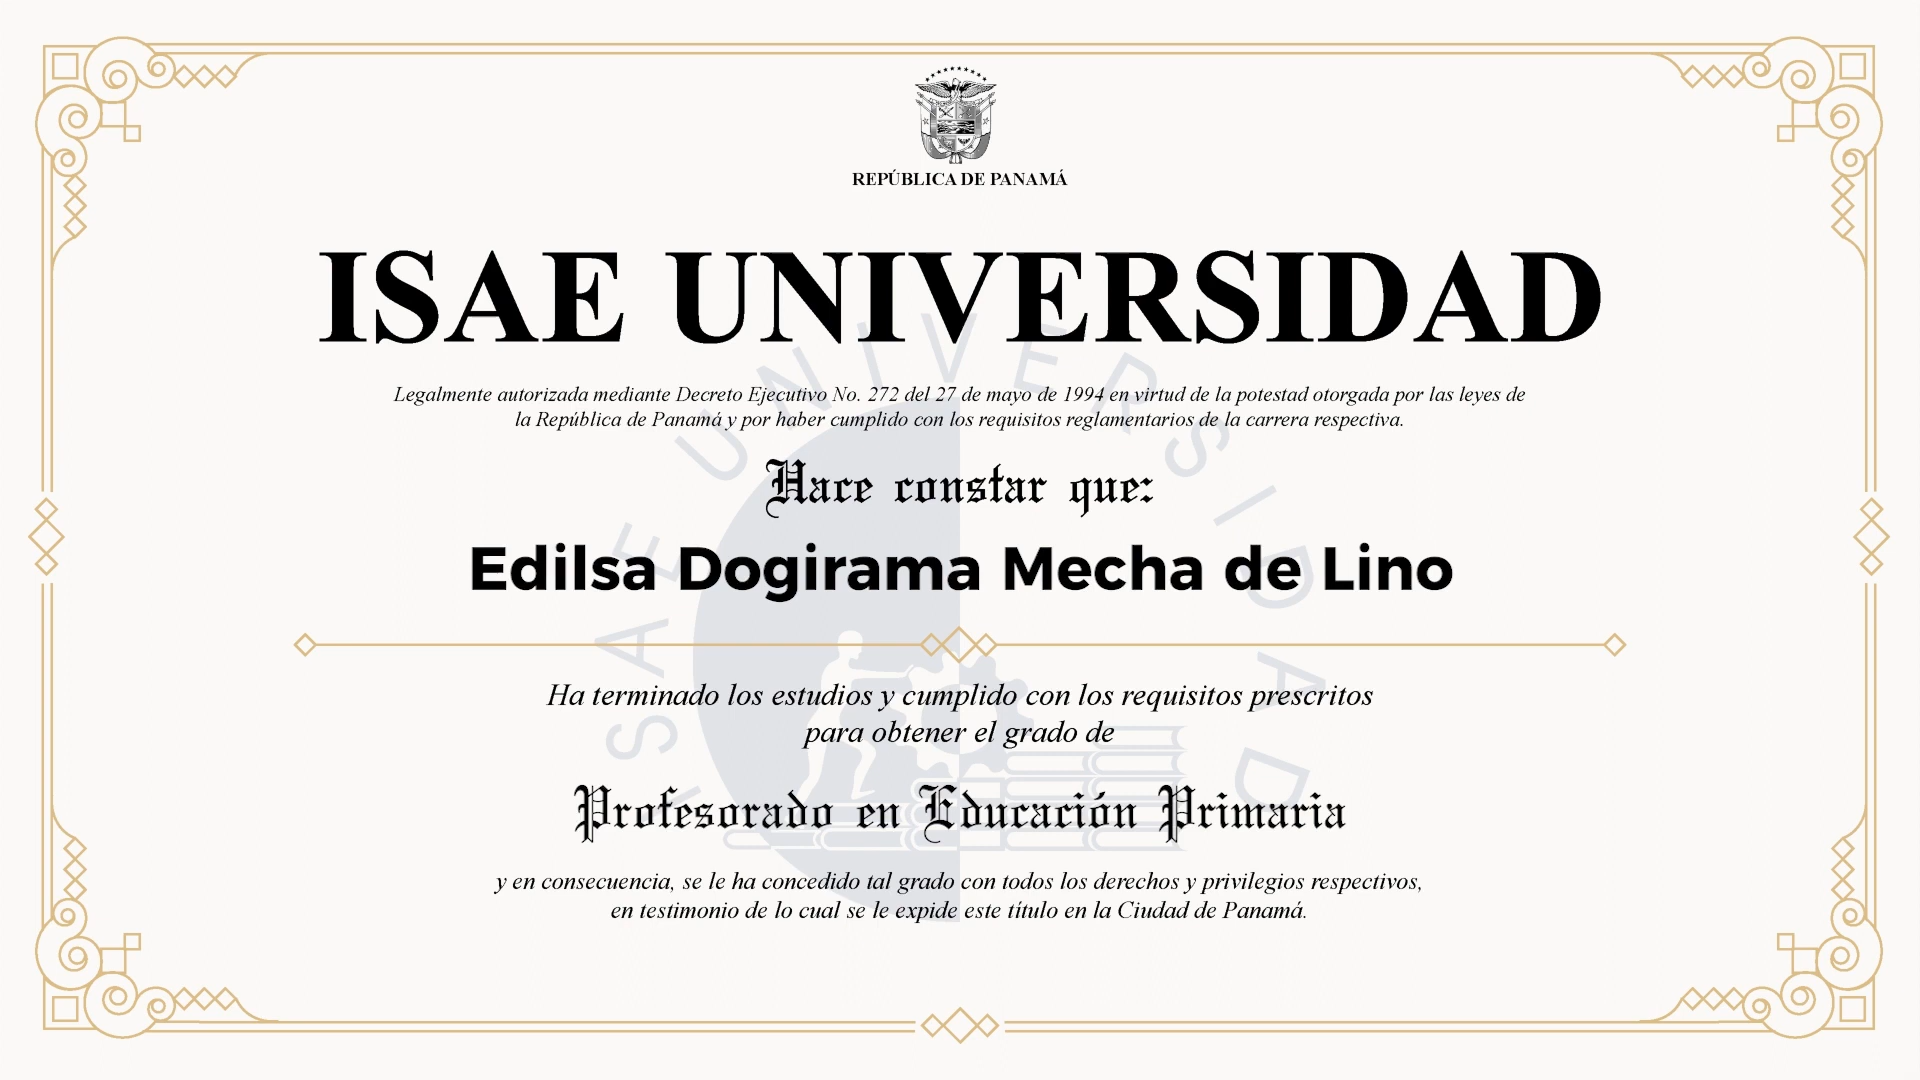 REPÚBLICA DE PANAMÁ
ISAE UNIVERSIDAD
Legalmente autorizada mediante Decreto Ejecutivo No. 272 del 27 de mayo de 1994 en virtud de la potestad otorgada por las leyes de
la República de Panamá y por haber cumplido con los requisitos reglamentarios de la carrera respectiva.
Hace constar que:
Edilsa Dogirama Mecha de Lino
Ha terminado los estudios y cumplido con los requisitos prescritos
para obtener el grado de
Profesorado en Educación Primaria
y en consecuencia, se le ha concedido tal grado con todos los derechos y privilegios respectivos,
en testimonio de lo cual se le expide este título en la Ciudad de Panamá.
ISAE UNIVERSIDAD